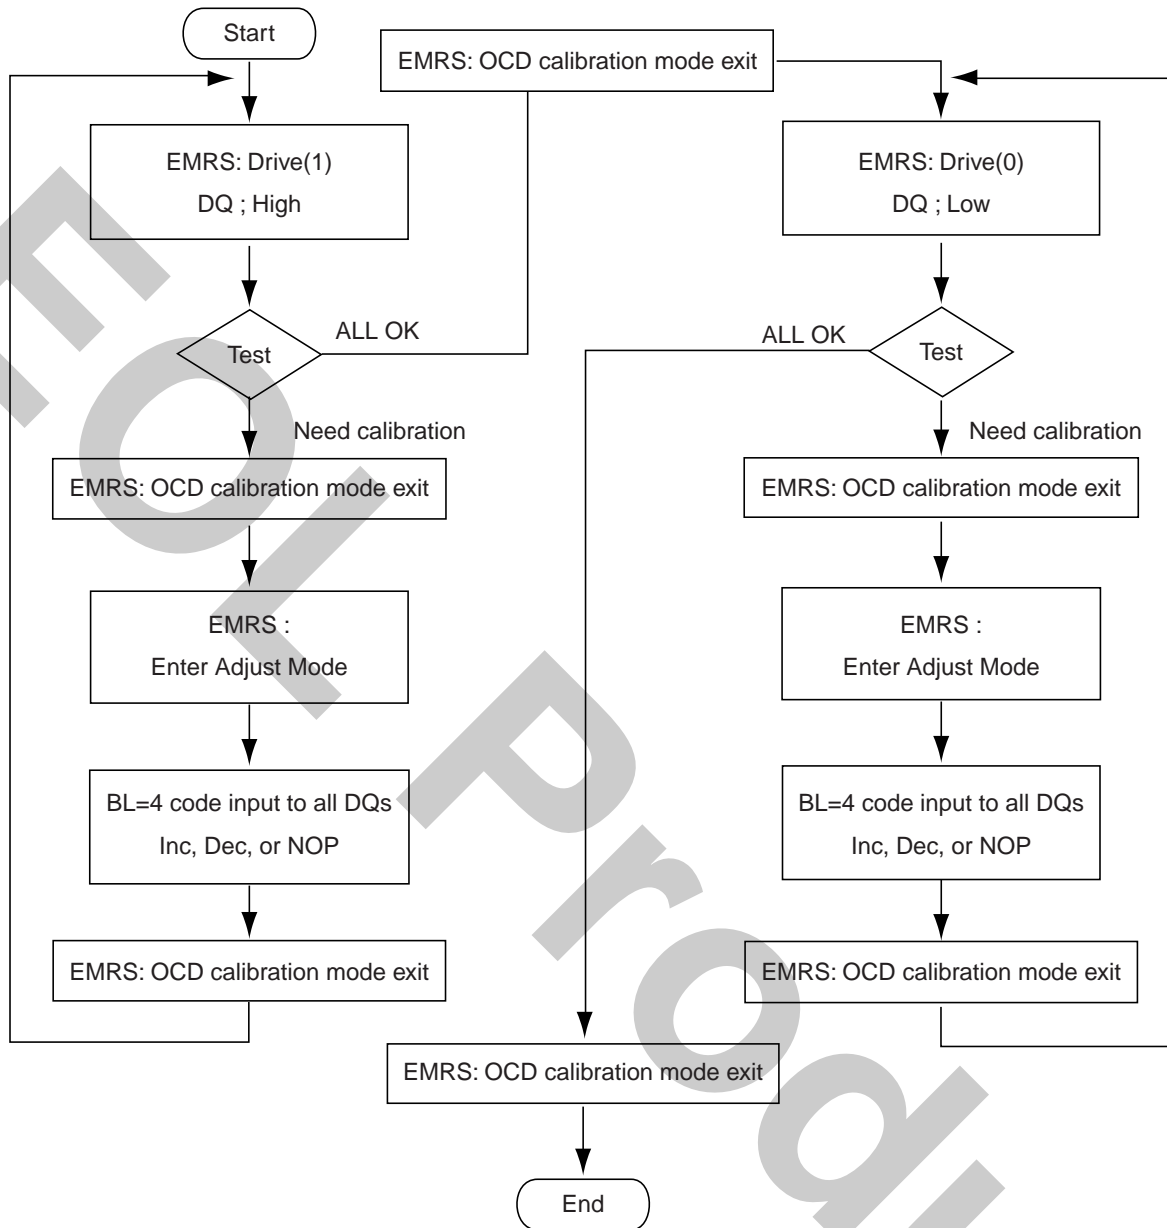 Start
EMRS: Drive(1)
DQ ; High
Test
ALL OK
Need calibration
EMRS: OCD calibration mode exit
EMRS :
Enter Adjust Mode
BL=4 code input to all DQs
Inc, Dec, or NOP
EMRS: OCD calibration mode exit
EMRS: OCD calibration mode exit
EMRS: Drive(0)
DQ ; Low
ALL OK
Test
Need calibration
EMRS: OCD calibration mode exit
EMRS :
Enter Adjust Mode
BL=4 code input to all DQs
Inc, Dec, or NOP
EMRS: OCD calibration mode exit
EMRS: OCD calibration mode exit
End